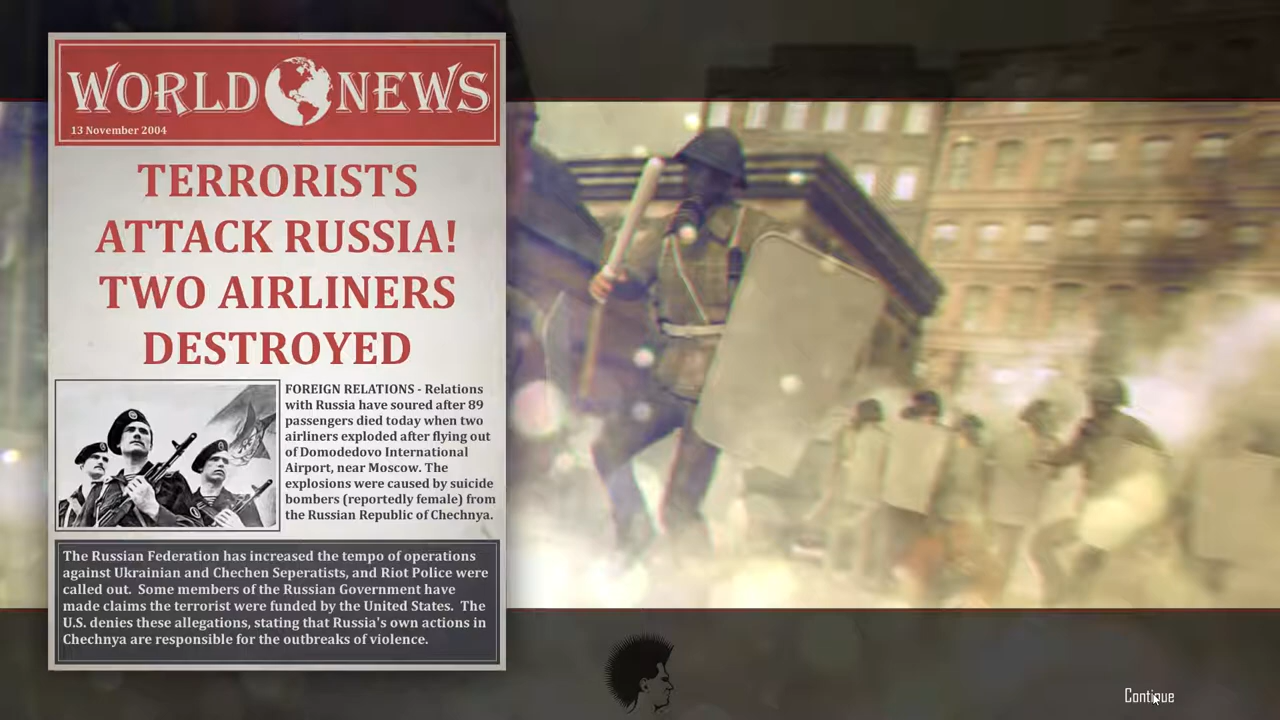 WORLD NEWS
13 November 2004
TERRORISTS
ATTACK RUSSIA!
TWO AIRLINERS
DESTROYED
FOREIGN RELATIONS - Relations
with Russia have soured after 89
passengers died today when two
airliners exploded after flying out
of Domodedovo International
Airport, near Moscow. The
explosions were caused by suicide
bombers (reportedly female) from
the Russian Republic of Chechnya.
The Russian Federation has increased the tempo of operations
against Ukrainian and Chechen Seperatists, and Riot Police were
called out. Some members of the Russian Government have
made claims the terrorist were funded by the United States. The
U.S. denies these allegations, stating that Russia's own actions in
Chechnya are responsible for the outbreaks of violence.
Continue